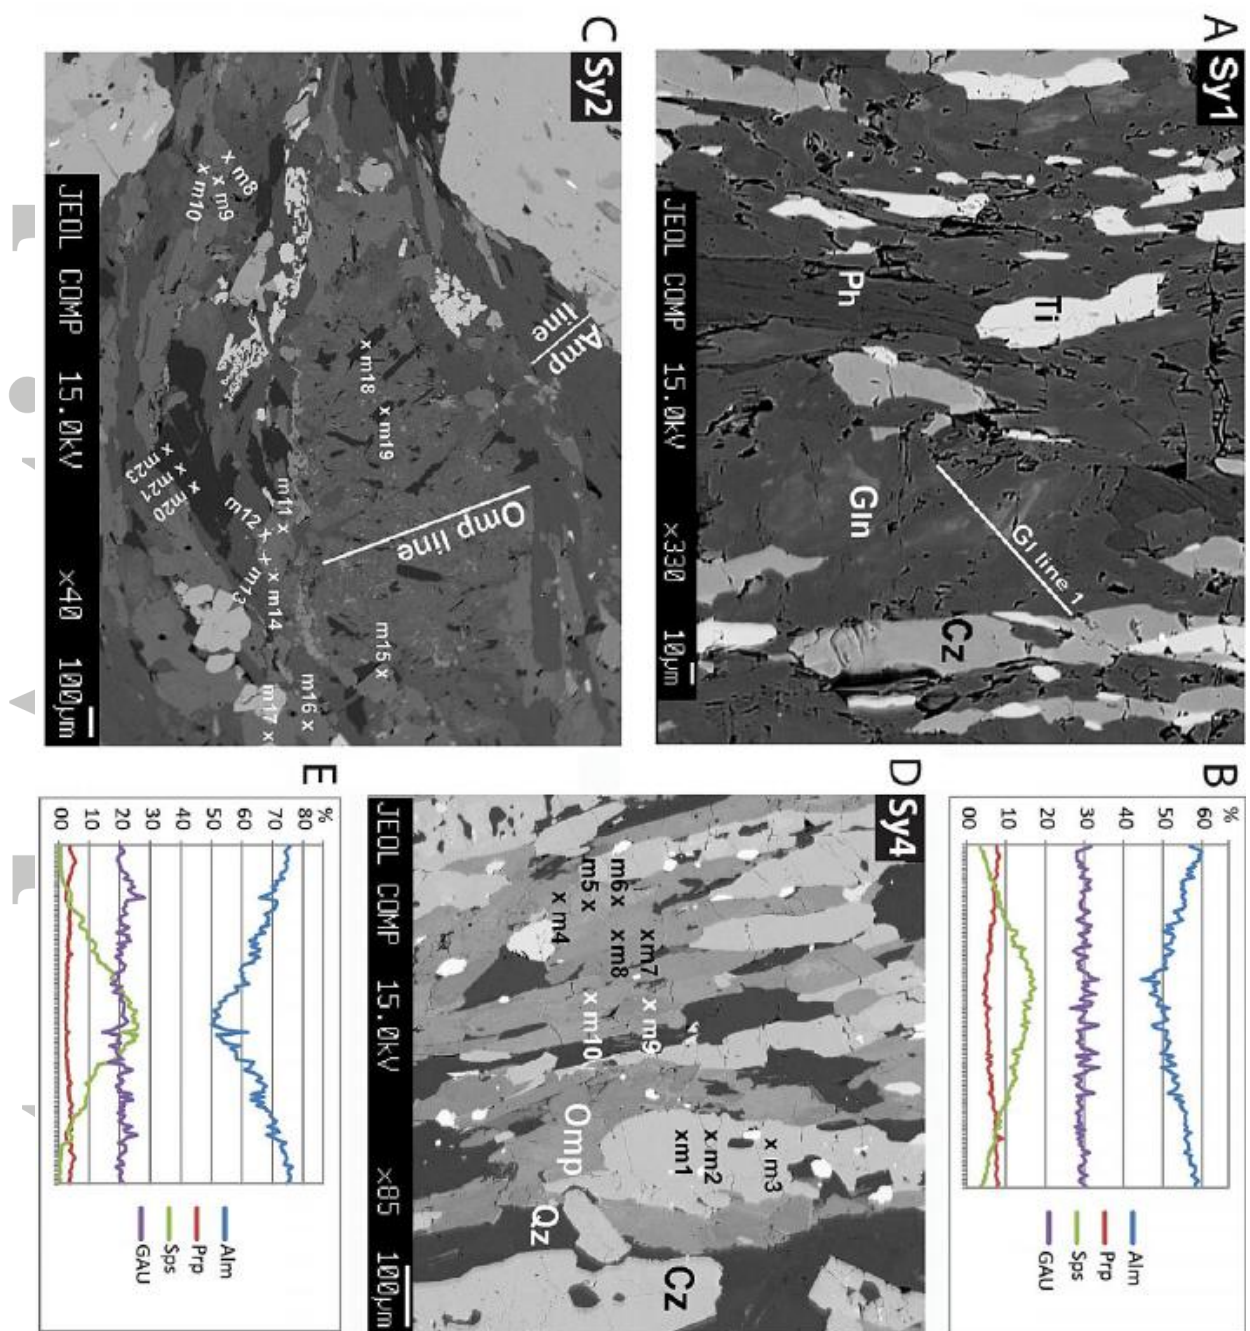 A
Sy1
Ti
Ph
Gln
Gl line 1
Cz
JEOL COMP 15.0kV ×330 10µm
B
%
60
50
40
30
20
10
00
Alm
Prp
Sps
GAU
C
Sy2
Amp
line
Omp line
x m8
x m9
x m10
x m18
x m19
m11 x
m12 x
m13
x m14
m15 x
m16 x
m17 x
x m20
x m21
x m23
JEOL COMP 15.0kV ×40 100µm
D
Sy4
m6 x
m5 x
x m4
x m7
x m8
x m9
x m10
x m3
x m2
xm1
Omp
Qz
Cz
JEOL COMP 15.0kV ×85 100µm
E
%
80
70
60
50
40
30
20
10
00
Alm
Prp
Sps
GAU